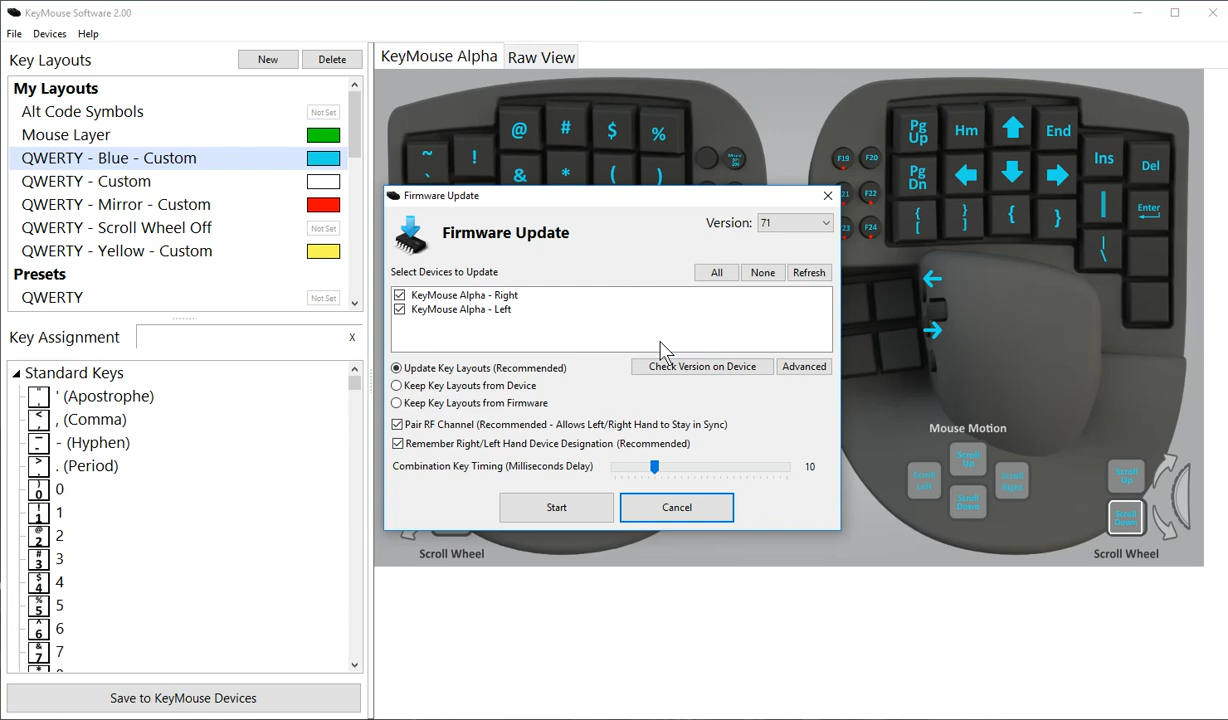 KeyMouse Software 2.00
File Devices Help
Key Layouts New Delete
My Layouts
Alt Code Symbols Not Set
Mouse Layer
QWERTY - Blue - Custom
QWERTY - Custom
QWERTY - Mirror - Custom
QWERTY - Scroll Wheel Off Not Set
QWERTY - Yellow - Custom
Presets
QWERTY Not Set
Key Assignment X
Standard Keys
' (Apostrophe)
, (Comma)
- (Hyphen)
. (Period)
0
1
2
3
4
5
6
7
Save to KeyMouse Devices
KeyMouse Alpha Raw View
~ ` ! @ # $ %
& * ( )
F19 F20
F22
F24
Pg Up Hm End Ins Del
Pg Dn Enter
{ [ } ] { } | \
Firmware Update
Firmware Update
Version: 71
Select Devices to Update All None Refresh
KeyMouse Alpha - Right
KeyMouse Alpha - Left
Update Key Layouts (Recommended) Check Version on Device Advanced
Keep Key Layouts from Device
Keep Key Layouts from Firmware
Pair RF Channel (Recommended - Allows Left/Right Hand to Stay in Sync)
Remember Right/Left Hand Device Designation (Recommended)
Combination Key Timing (Milliseconds Delay) 10
Start Cancel
Mouse Motion
Scroll Up
Scroll Left
Scroll Right
Scroll Down
Scroll Up
Scroll Down
Scroll Wheel Scroll Wheel